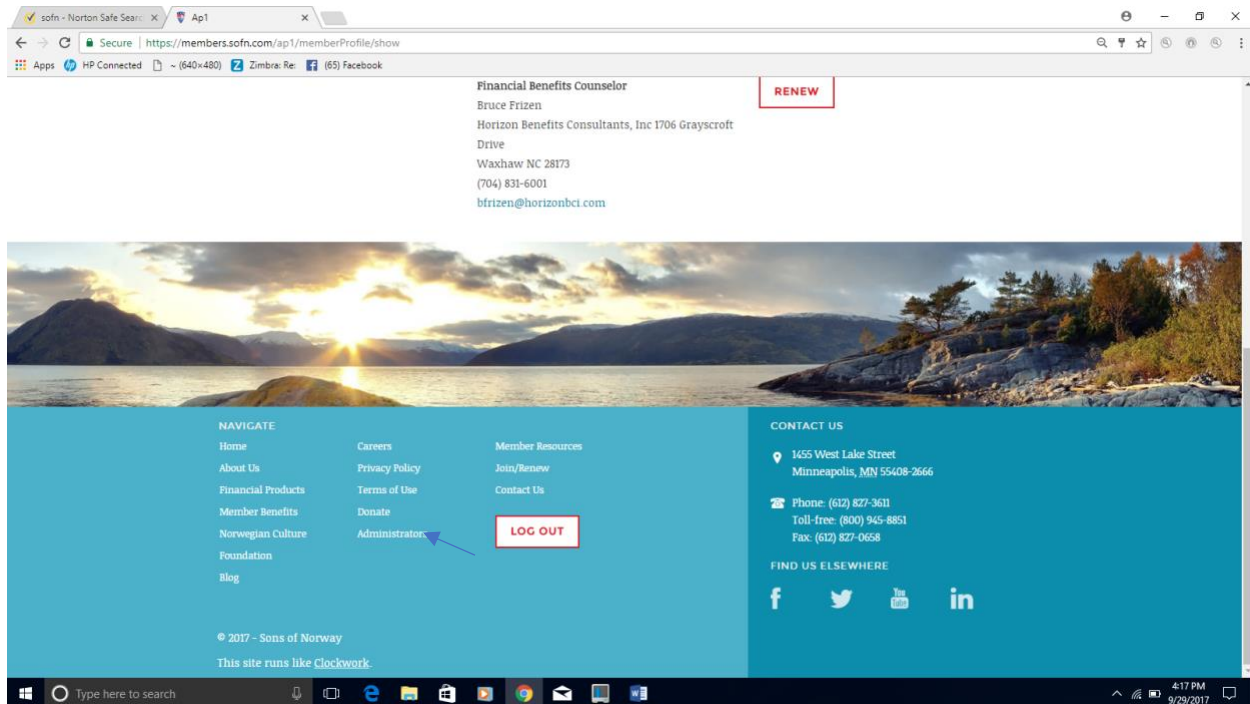 sofn - Norton Safe Searc
Ap1
Secure | https://members.sofn.com/ap1/memberProfile/show
Apps HP Connected ~ (640×480) Zimbra: Re: (65) Facebook
Financial Benefits Counselor
Bruce Frizen
Horizon Benefits Consultants, Inc 1706 Grayscroft
Drive
Waxhaw NC 28173
(704) 831-6001
bfrizen@horizonbci.com
RENEW
NAVIGATE
Home
About Us
Financial Products
Member Benefits
Norwegian Culture
Foundation
Blog
Careers
Privacy Policy
Terms of Use
Donate
Administrators
Member Resources
Join/Renew
Contact Us
LOG OUT
© 2017 - Sons of Norway
This site runs like Clockwork.
CONTACT US
1455 West Lake Street
Minneapolis, MN 55408-2666
Phone: (612) 827-3611
Toll-free: (800) 945-8851
Fax: (612) 827-0658
FIND US ELSEWHERE
f You Tube in
Type here to search
4:17 PM
9/29/2017